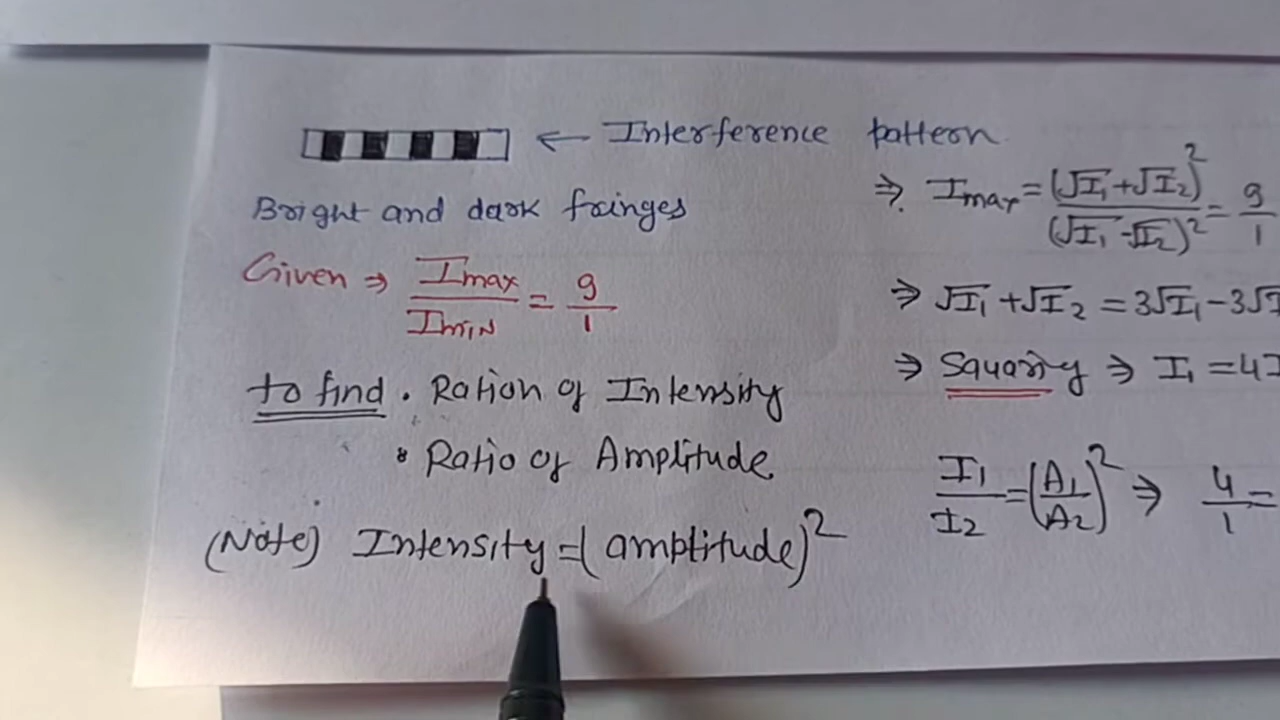 ← Interference pattern
Bright and dark fringes
Given ⇒ Imax/IMIN = 9/1
to find . Ration of Intensity
• Ratio of Amplitude
(Note) Intensity = (amplitude)²
⇒ Imax = (√I₁+√I₂)²/(√I₁-√I₂)² = 9/1
⇒ √I₁+√I₂ = 3√I₁-3√I
⇒ Squaring ⇒ I₁ = 4I
I₁/I₂ = (A₁/A₂)² ⇒ 4/1 =